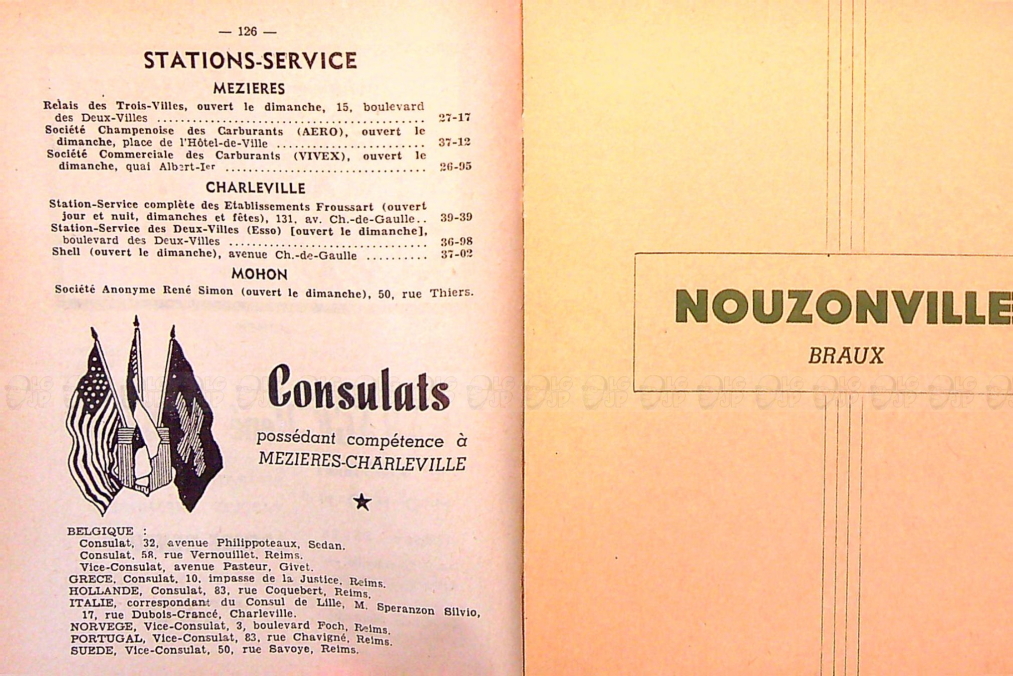 — 126 —
STATIONS-SERVICE
MEZIERES
Relais des Trois-Villes, ouvert le dimanche, 15, boulevard
des Deux-Villes ........................................ 27-17
Société Champenoise des Carburants (AERO), ouvert le
dimanche, place de l'Hôtel-de-Ville ...................... 37-12
Société Commerciale des Carburants (VIVEX), ouvert le
dimanche, quai Albert-Ier .............................. 26-95
CHARLEVILLE
Station-Service complète des Etablissements Froussart (ouvert
jour et nuit, dimanches et fêtes), 131, av. Ch.-de-Gaulle.. 39-39
Station-Service des Deux-Villes (Esso) [ouvert le dimanche],
boulevard des Deux-Villes .............................. 36-98
Shell (ouvert le dimanche), avenue Ch.-de-Gaulle .......... 37-02
MOHON
Société Anonyme René Simon (ouvert le dimanche), 50, rue Thiers.
Consulats
possédant compétence à
MEZIERES-CHARLEVILLE
BELGIQUE :
Consulat, 32, avenue Philippoteaux, Sedan.
Consulat, 58, rue Vernouillet, Reims.
Vice-Consulat, avenue Pasteur, Givet.
GRECE, Consulat, 10, impasse de la Justice, Reims.
HOLLANDE, Consulat, 83, rue Coquebert, Reims.
ITALIE, correspondant du Consul de Lille, M. Speranzon Silvio,
17, rue Dubois-Crancé, Charleville.
NORVEGE, Vice-Consulat, 3, boulevard Foch, Reims.
PORTUGAL, Vice-Consulat, 83, rue Chavigné, Reims.
SUEDE, Vice-Consulat, 50, rue Savoye, Reims.
NOUZONVILLE
BRAUX